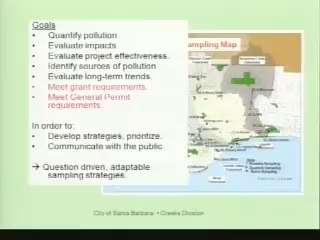 Goals
• Quantify pollution
• Evaluate impacts
• Evaluate project effectiveness.
• Identify sources of pollution.
• Evaluate long-term trends.
• Meet grant requirements.
• Meet General Permit
requirements.
In order to:
• Develop strategies, prioritize.
• Communicate with the public.
→ Question driven, adaptable
sampling strategies.
ampling Map
City of Santa Barbara • Creeks Division